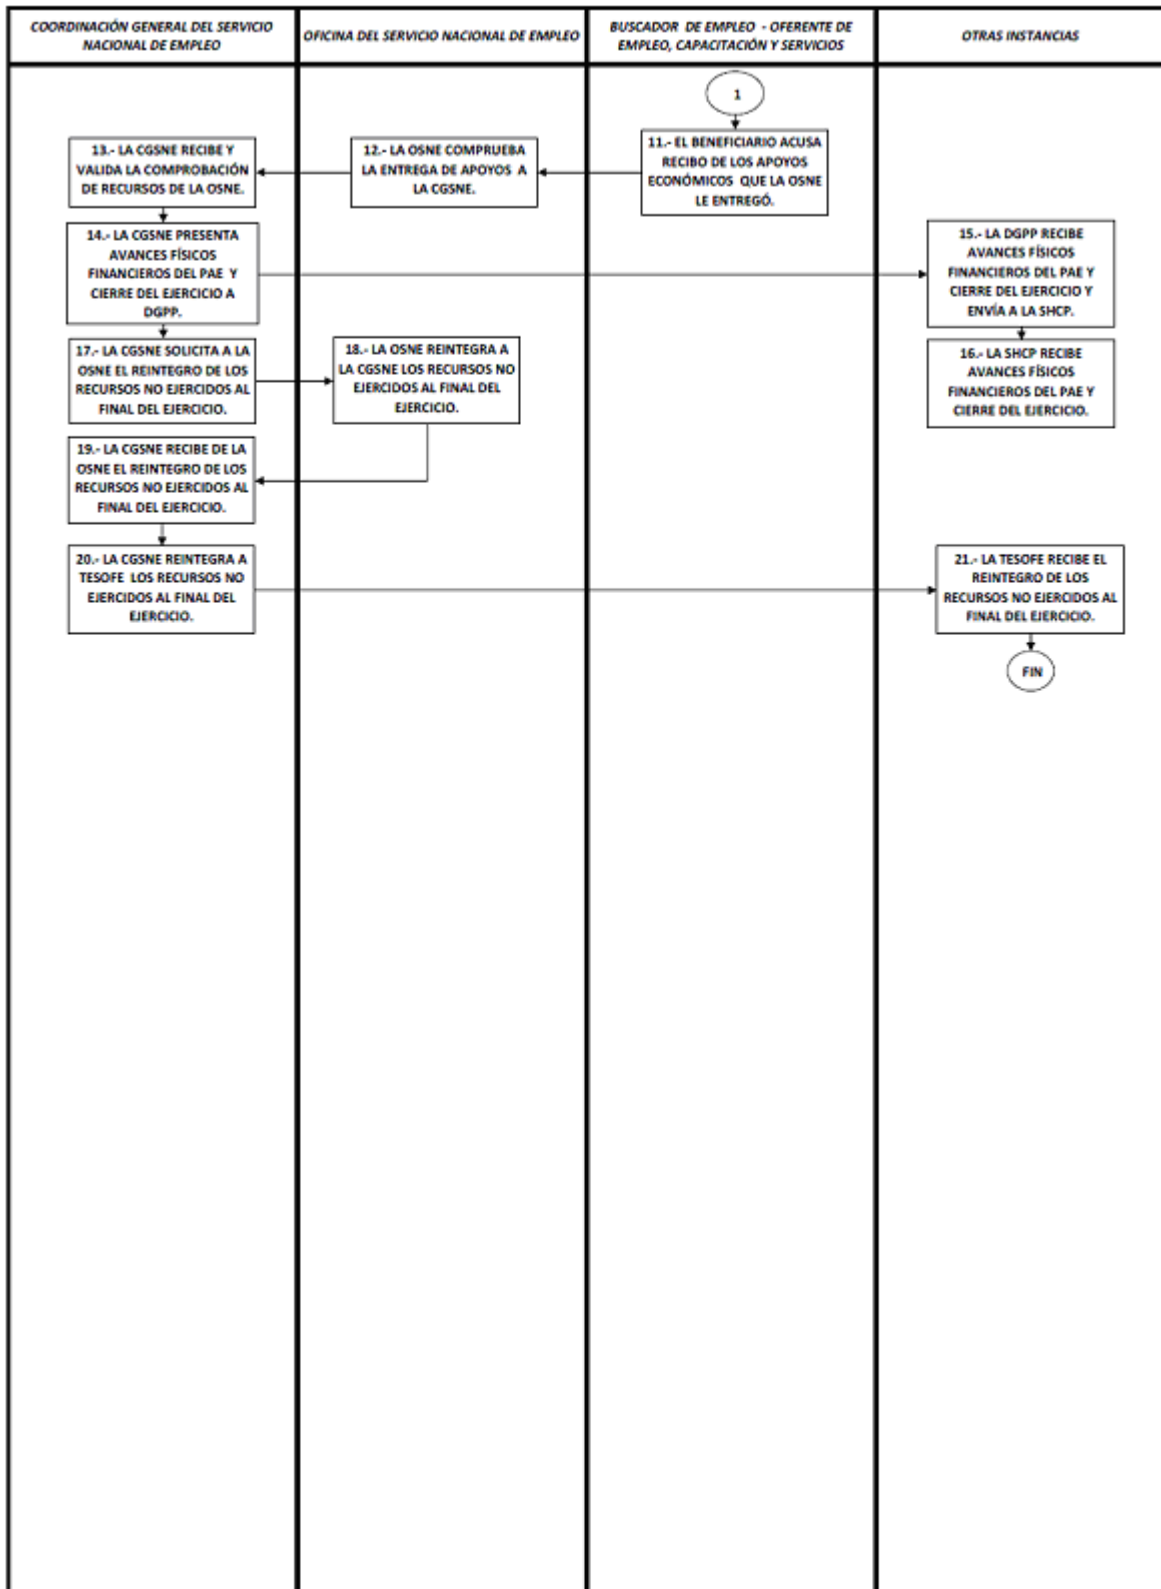 COORDINACIÓN GENERAL DEL SERVICIO
NACIONAL DE EMPLEO
OFICINA DEL SERVICIO NACIONAL DE EMPLEO
BUSCADOR DE EMPLEO - OFERENTE DE
EMPLEO, CAPACITACIÓN Y SERVICIOS
OTRAS INSTANCIAS
1
11.- EL BENEFICIARIO ACUSA
RECIBO DE LOS APOYOS
ECONÓMICOS QUE LA OSNE
LE ENTREGÓ.
12.- LA OSNE COMPRUEBA
LA ENTREGA DE APOYOS A
LA CGSNE.
13.- LA CGSNE RECIBE Y
VALIDA LA COMPROBACIÓN
DE RECURSOS DE LA OSNE.
14.- LA CGSNE PRESENTA
AVANCES FÍSICOS
FINANCIEROS DEL PAE Y
CIERRE DEL EJERCICIO A
DGPP.
15.- LA DGPP RECIBE
AVANCES FÍSICOS
FINANCIEROS DEL PAE Y
CIERRE DEL EJERCICIO Y
ENVÍA A LA SHCP.
16.- LA SHCP RECIBE
AVANCES FÍSICOS
FINANCIEROS DEL PAE Y
CIERRE DEL EJERCICIO.
17.- LA CGSNE SOLICITA A LA
OSNE EL REINTEGRO DE LOS
RECURSOS NO EJERCIDOS AL
FINAL DEL EJERCICIO.
18.- LA OSNE REINTEGRA A
LA CGSNE LOS RECURSOS NO
EJERCIDOS AL FINAL DEL
EJERCICIO.
19.- LA CGSNE RECIBE DE LA
OSNE EL REINTEGRO DE LOS
RECURSOS NO EJERCIDOS AL
FINAL DEL EJERCICIO.
20.- LA CGSNE REINTEGRA A
TESOFE LOS RECURSOS NO
EJERCIDOS AL FINAL DEL
EJERCICIO.
21.- LA TESOFE RECIBE EL
REINTEGRO DE LOS
RECURSOS NO EJERCIDOS AL
FINAL DEL EJERCICIO.
FIN